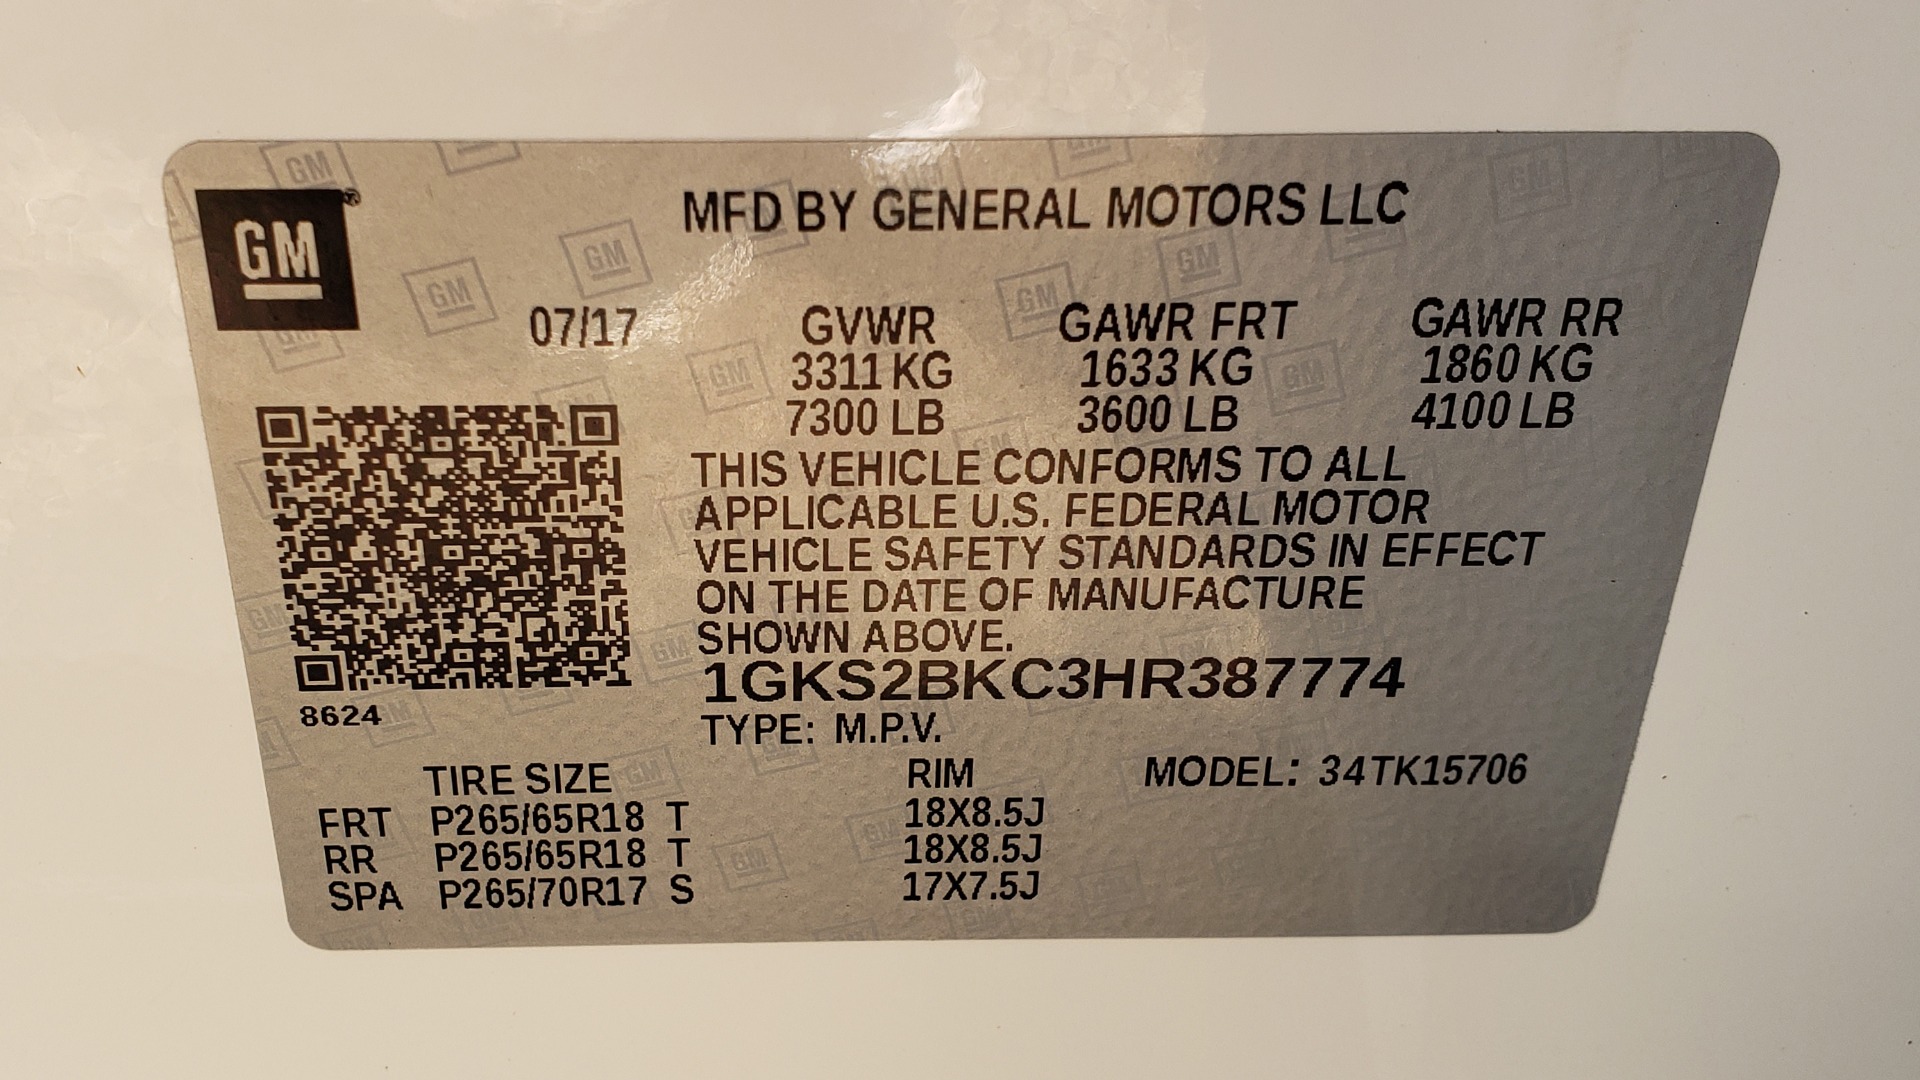 GM
MFD BY GENERAL MOTORS LLC
07/17 GVWR GAWR FRT GAWR RR
3311 KG 1633 KG 1860 KG
7300 LB 3600 LB 4100 LB
THIS VEHICLE CONFORMS TO ALL
APPLICABLE U.S. FEDERAL MOTOR
VEHICLE SAFETY STANDARDS IN EFFECT
ON THE DATE OF MANUFACTURE
SHOWN ABOVE.
1GKS2BKC3HR387774
8624
TYPE: M.P.V.
TIRE SIZE RIM MODEL: 34TK15706
FRT P265/65R18 T 18X8.5J
RR P265/65R18 T 18X8.5J
SPA P265/70R17 S 17X7.5J